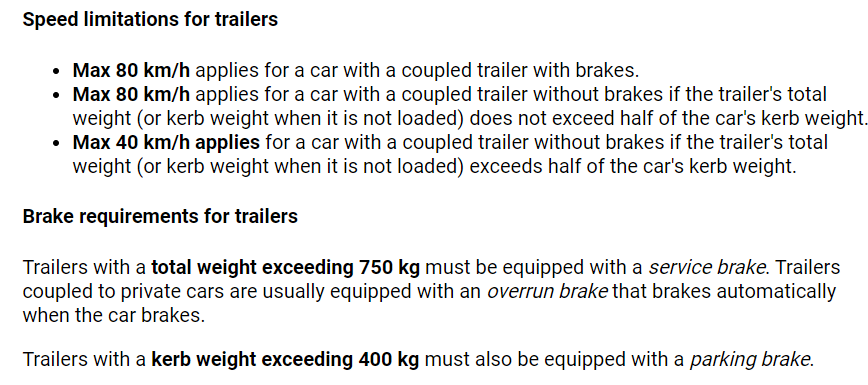 Speed limitations for trailers
• Max 80 km/h applies for a car with a coupled trailer with brakes.
• Max 80 km/h applies for a car with a coupled trailer without brakes if the trailer's total
weight (or kerb weight when it is not loaded) does not exceed half of the car's kerb weight.
• Max 40 km/h applies for a car with a coupled trailer without brakes if the trailer's total
weight (or kerb weight when it is not loaded) exceeds half of the car's kerb weight.
Brake requirements for trailers
Trailers with a total weight exceeding 750 kg must be equipped with a service brake. Trailers
coupled to private cars are usually equipped with an overrun brake that brakes automatically
when the car brakes.
Trailers with a kerb weight exceeding 400 kg must also be equipped with a parking brake.